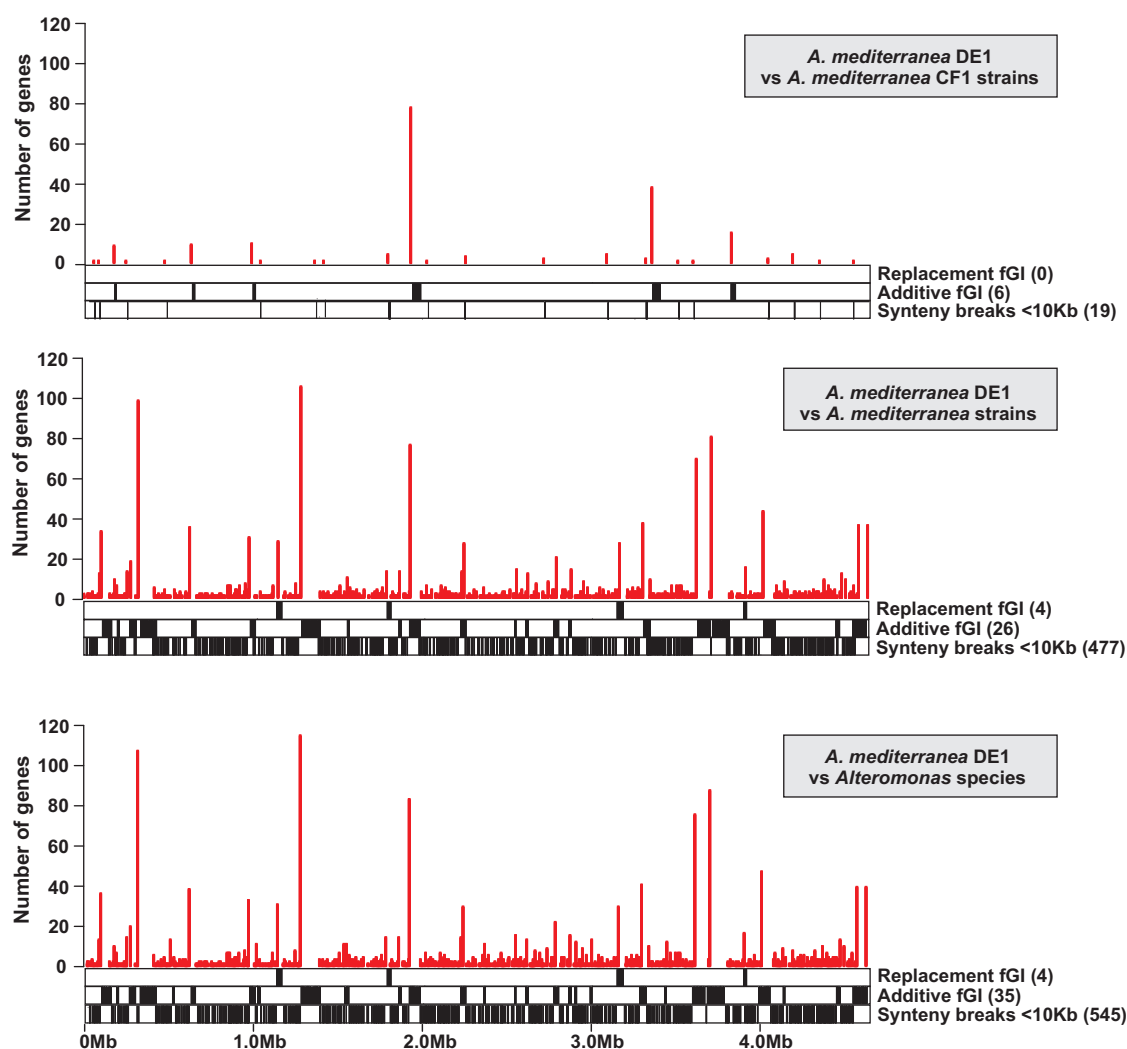 120
100
80
60
40
20
0
Number of genes
A. mediterranea DE1
vs A. mediterranea CF1 strains
Replacement fGI (0)
Additive fGI (6)
Synteny breaks <10Kb (19)
120
100
80
60
40
20
0
Number of genes
A. mediterranea DE1
vs A. mediterranea strains
Replacement fGI (4)
Additive fGI (26)
Synteny breaks <10Kb (477)
120
100
80
60
40
20
0
Number of genes
A. mediterranea DE1
vs Alteromonas species
Replacement fGI (4)
Additive fGI (35)
Synteny breaks <10Kb (545)
0Mb 1.0Mb 2.0Mb 3.0Mb 4.0Mb